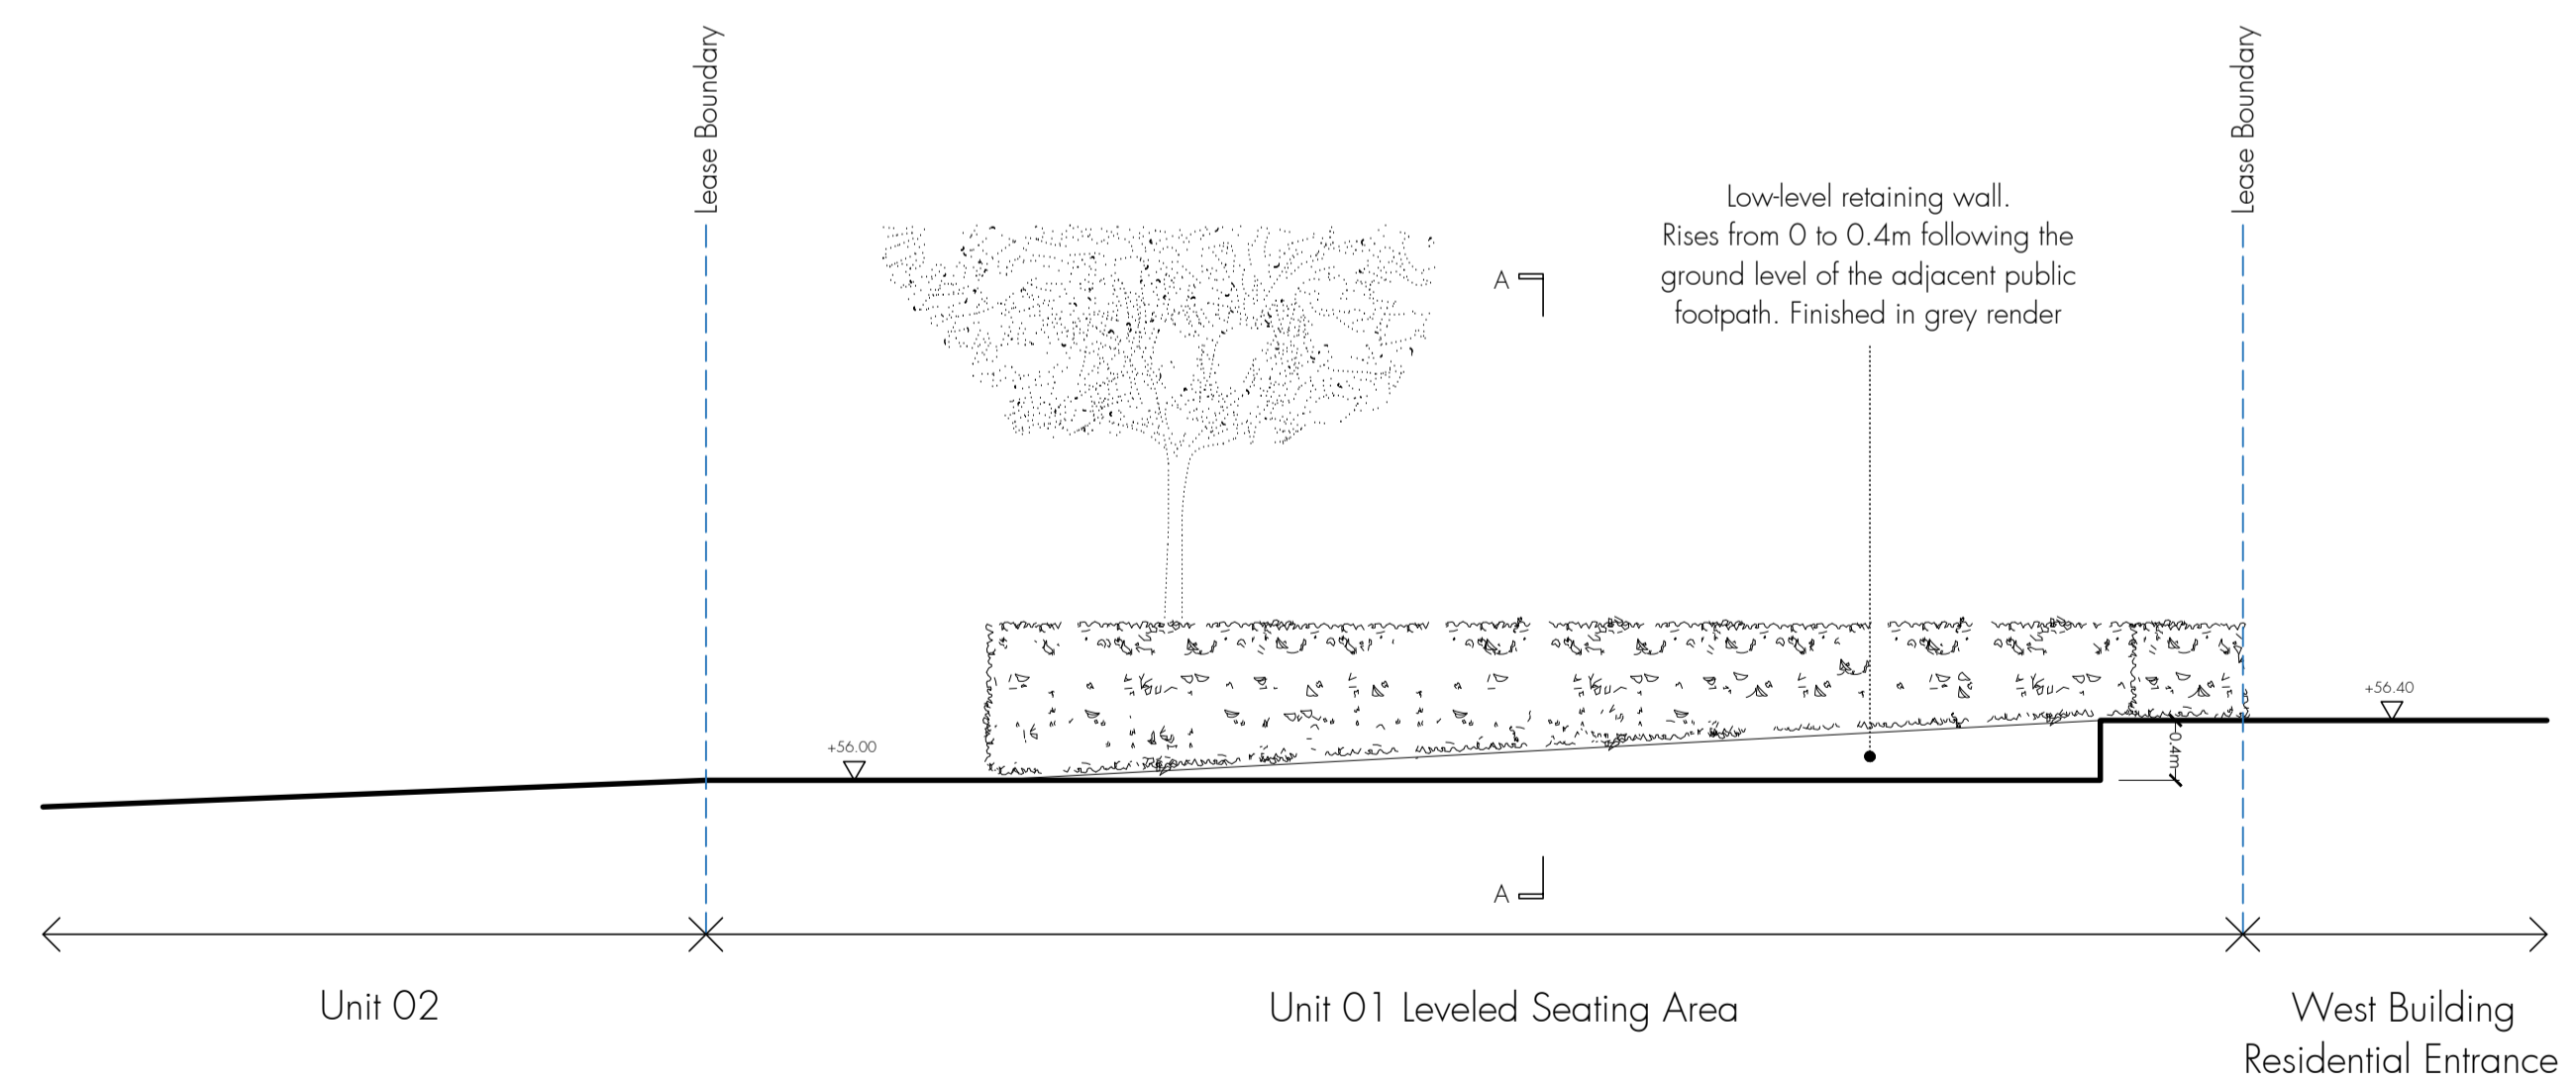 Lease Boundary
Lease Boundary
Low-level retaining wall.
Rises from 0 to 0.4m following the
ground level of the adjacent public
footpath. Finished in grey render
A
+56.40
+56.00
0.4m
A
Unit 02
Unit 01 Leveled Seating Area
West Building
Residential Entrance